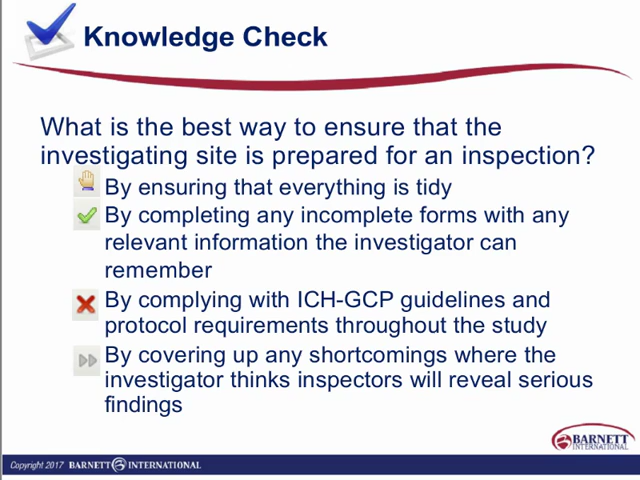 Knowledge Check
What is the best way to ensure that the
investigating site is prepared for an inspection?
By ensuring that everything is tidy
By completing any incomplete forms with any
relevant information the investigator can
remember
By complying with ICH-GCP guidelines and
protocol requirements throughout the study
By covering up any shortcomings where the
investigator thinks inspectors will reveal serious
findings
BARNETT
INTERNATIONAL
Copyright 2017 BARNETT INTERNATIONAL